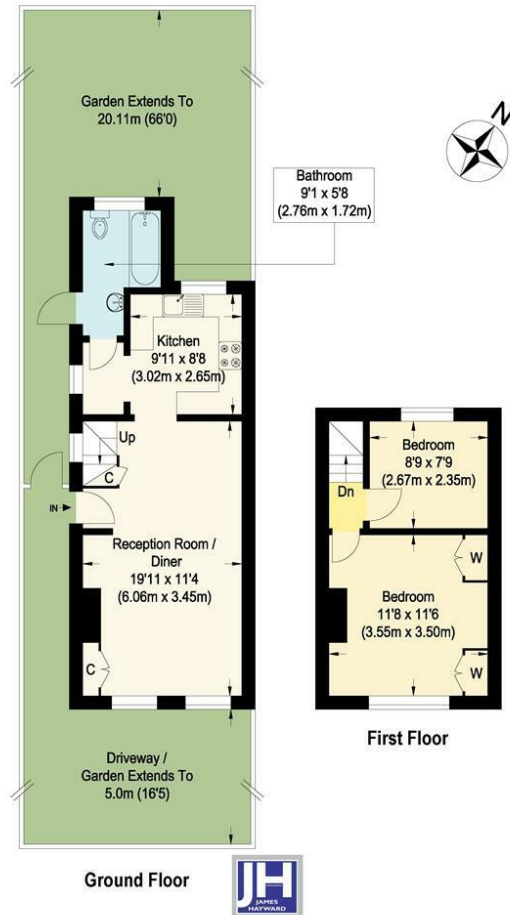 Garden Extends To
20.11m (66'0)
N
Bathroom
9'1 x 5'8
(2.76m x 1.72m)
Kitchen
9'11 x 8'8
(3.02m x 2.65m)
Up
C
IN
Reception Room /
Diner
19'11 x 11'4
(6.06m x 3.45m)
C
Driveway /
Garden Extends To
5.0m (16'5)
Ground Floor
Bedroom
8'9 x 7'9
(2.67m x 2.35m)
Dn
W
Bedroom
11'8 x 11'6
(3.55m x 3.50m)
W
First Floor
JH
JAMES
HAYWARD